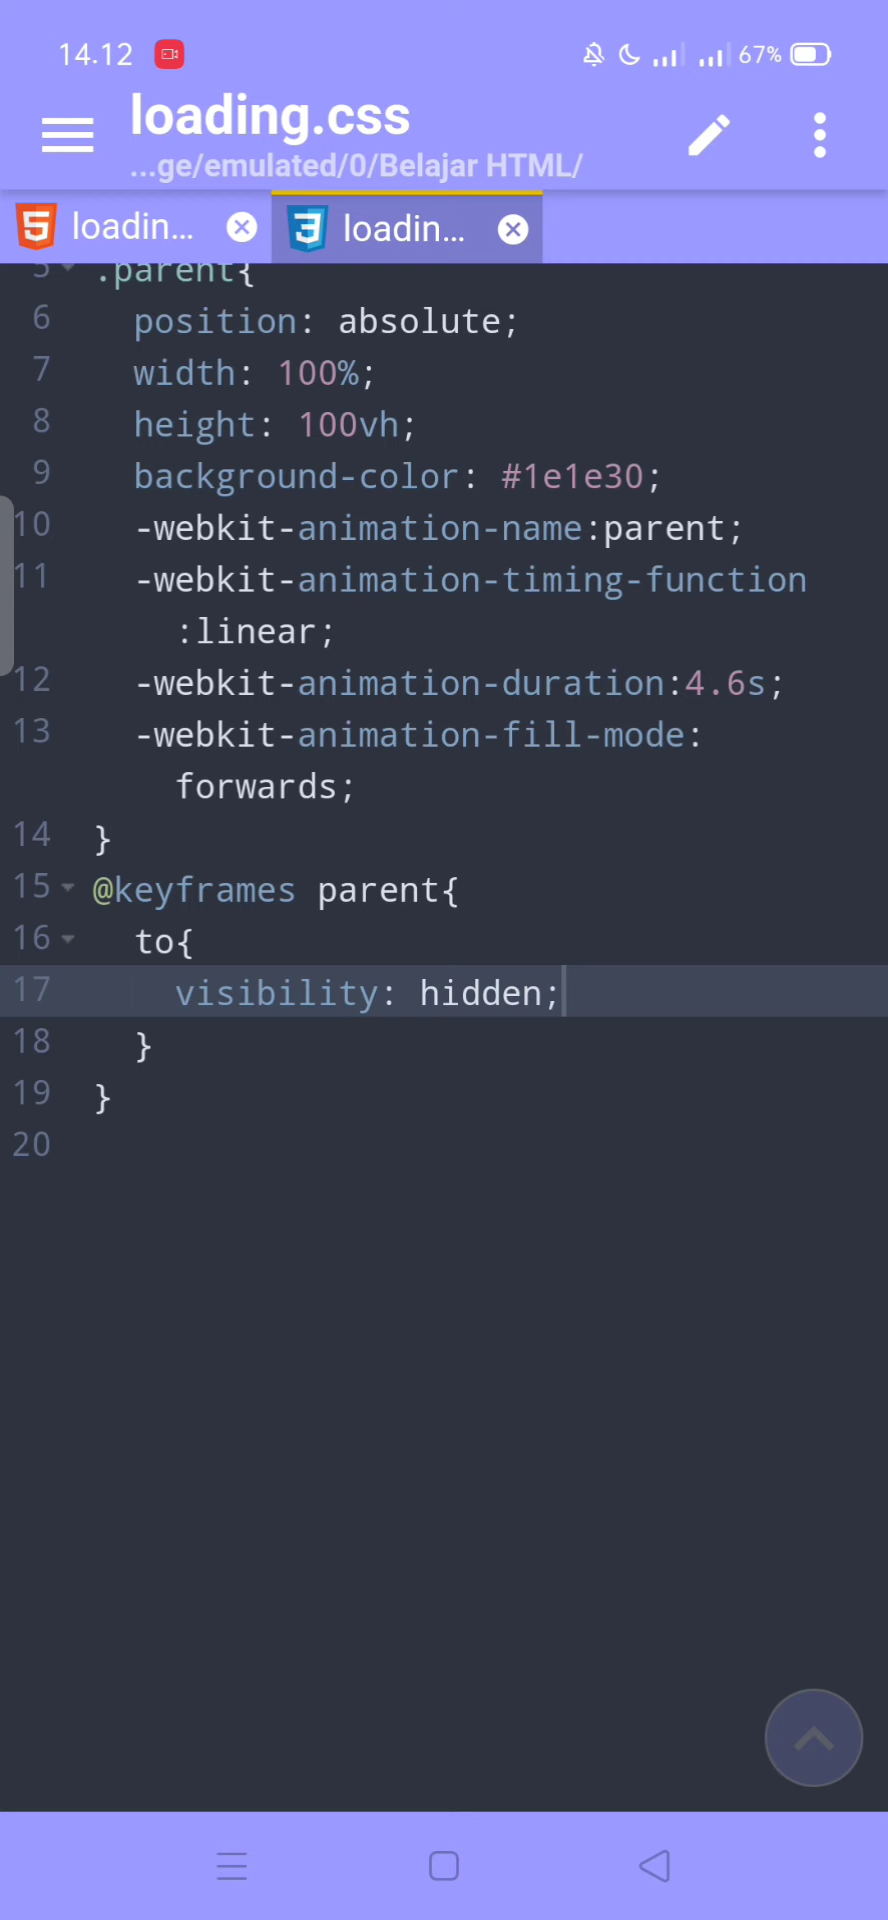 14.12
67%
loading.css
...ge/emulated/0/Belajar HTML/
loadin...
loadin...
5 .parent{
6 position: absolute;
7 width: 100%;
8 height: 100vh;
9 background-color: #1e1e30;
10 -webkit-animation-name:parent;
11 -webkit-animation-timing-function
:linear;
12 -webkit-animation-duration:4.6s;
13 -webkit-animation-fill-mode:
forwards;
14 }
15 @keyframes parent{
16 to{
17 visibility: hidden;
18 }
19 }
20